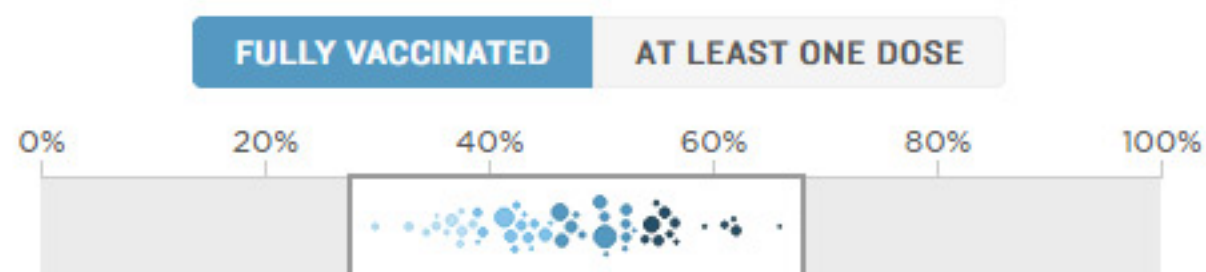 FULLY VACCINATED AT LEAST ONE DOSE
0% 20% 40% 60% 80% 100%